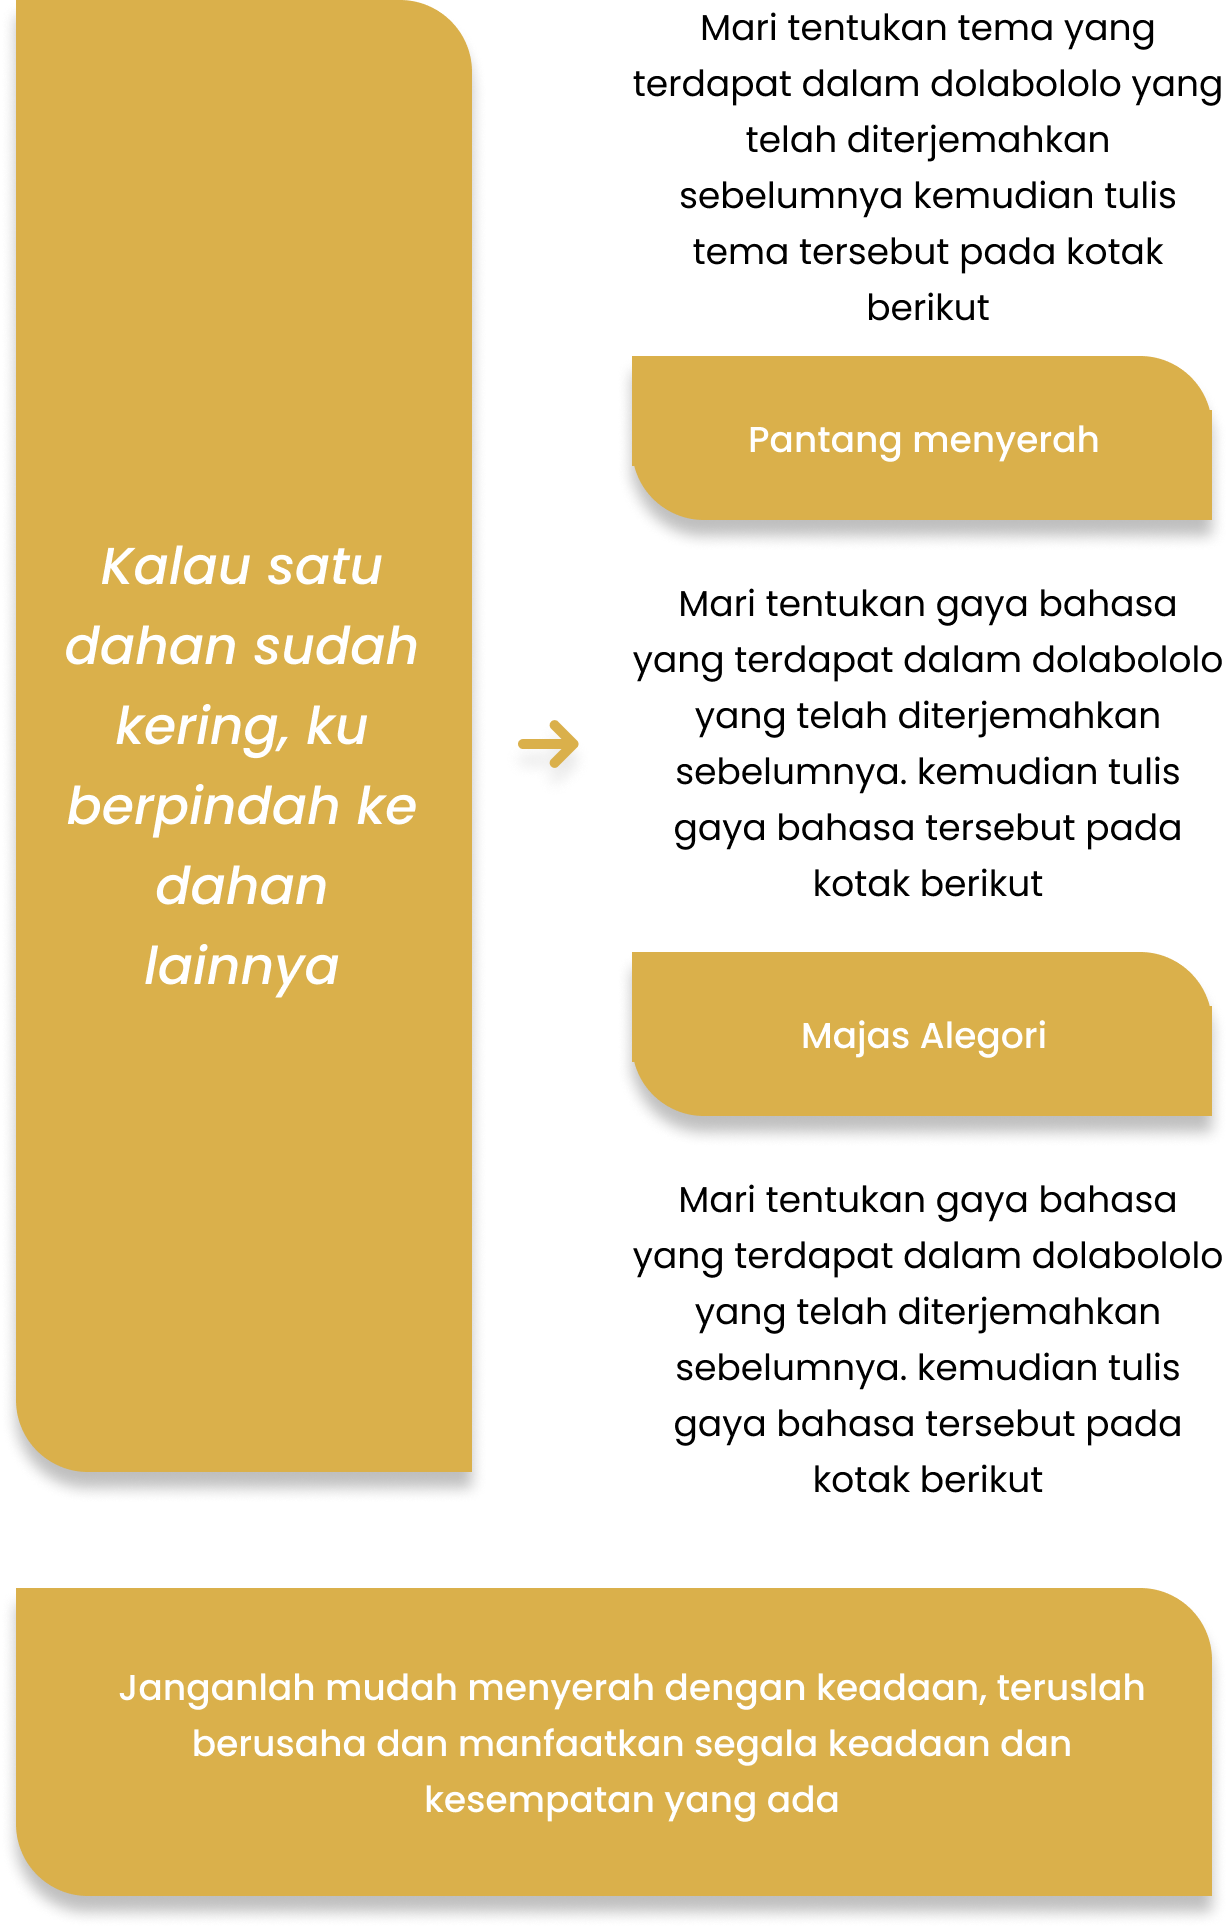 Kalau satu
dahan sudah
kering, ku
berpindah ke
dahan
lainnya
Mari tentukan tema yang
terdapat dalam dolabololo yang
telah diterjemahkan
sebelumnya kemudian tulis
tema tersebut pada kotak
berikut
Pantang menyerah
Mari tentukan gaya bahasa
yang terdapat dalam dolabololo
yang telah diterjemahkan
sebelumnya. kemudian tulis
gaya bahasa tersebut pada
kotak berikut
Majas Alegori
Mari tentukan gaya bahasa
yang terdapat dalam dolabololo
yang telah diterjemahkan
sebelumnya. kemudian tulis
gaya bahasa tersebut pada
kotak berikut
Janganlah mudah menyerah dengan keadaan, teruslah
berusaha dan manfaatkan segala keadaan dan
kesempatan yang ada